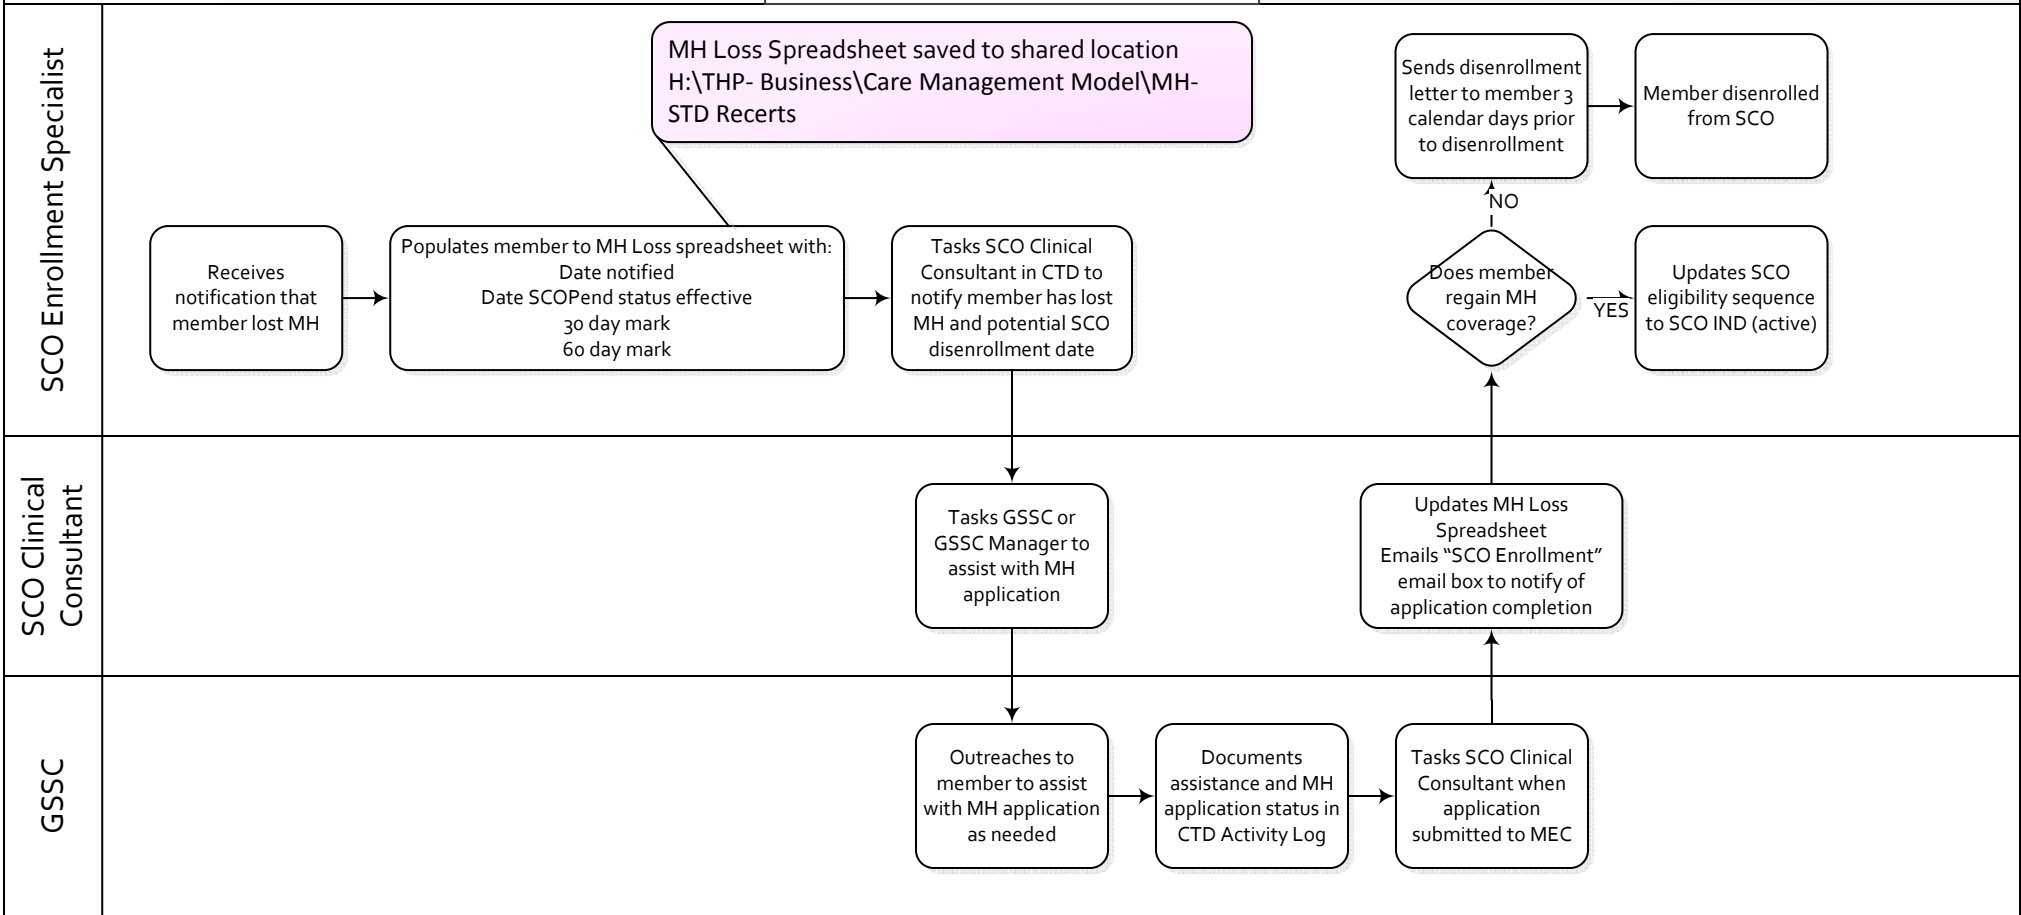 SCO Enrollment Specialist
MH Loss Spreadsheet saved to shared location
H:\THP- Business\Care Management Model\MH-
STD Recerts
Receives
notification that
member lost MH
Populates member to MH Loss spreadsheet with:
Date notified
Date SCOPend status effective
30 day mark
60 day mark
Tasks SCO Clinical
Consultant in CTD to
notify member has lost
MH and potential SCO
disenrollment date
Sends disenrollment
letter to member 3
calendar days prior
to disenrollment
Member disenrolled
from SCO
NO
Does member
regain MH
coverage?
YES
Updates SCO
eligibility sequence
to SCO IND (active)
SCO Clinical
Consultant
Tasks GSSC or
GSSC Manager to
assist with MH
application
Updates MH Loss
Spreadsheet
Emails “SCO Enrollment”
email box to notify of
application completion
GSSC
Outreaches to
member to assist
with MH application
as needed
Documents
assistance and MH
application status in
CTD Activity Log
Tasks SCO Clinical
Consultant when
application
submitted to MEC